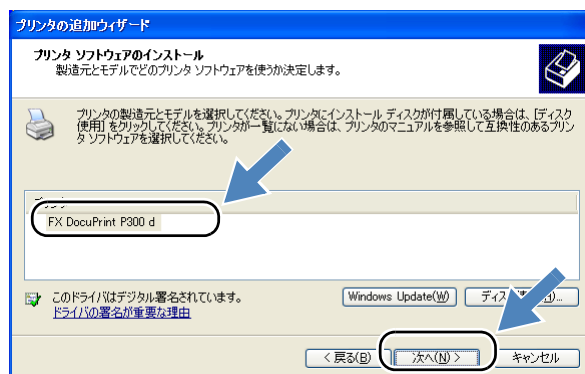 プリンタの追加ウィザード
プリンタ ソフトウェアのインストール
製造元とモデルでどのプリンタ ソフトウェアを使うか決定します。
プリンタの製造元とモデルを選択してください。プリンタにインストール ディスクが付属している場合は、[ディスク
使用] をクリックしてください。プリンタが一覧にない場合は、プリンタのマニュアルを参照して互換性のあるプリン
タ ソフトウェアを選択してください。
FX DocuPrint P300 d
このドライバはデジタル署名されています。
ドライバの署名が重要な理由
Windows Update(W)
< 戻る(B) 次へ(N) > キャンセル